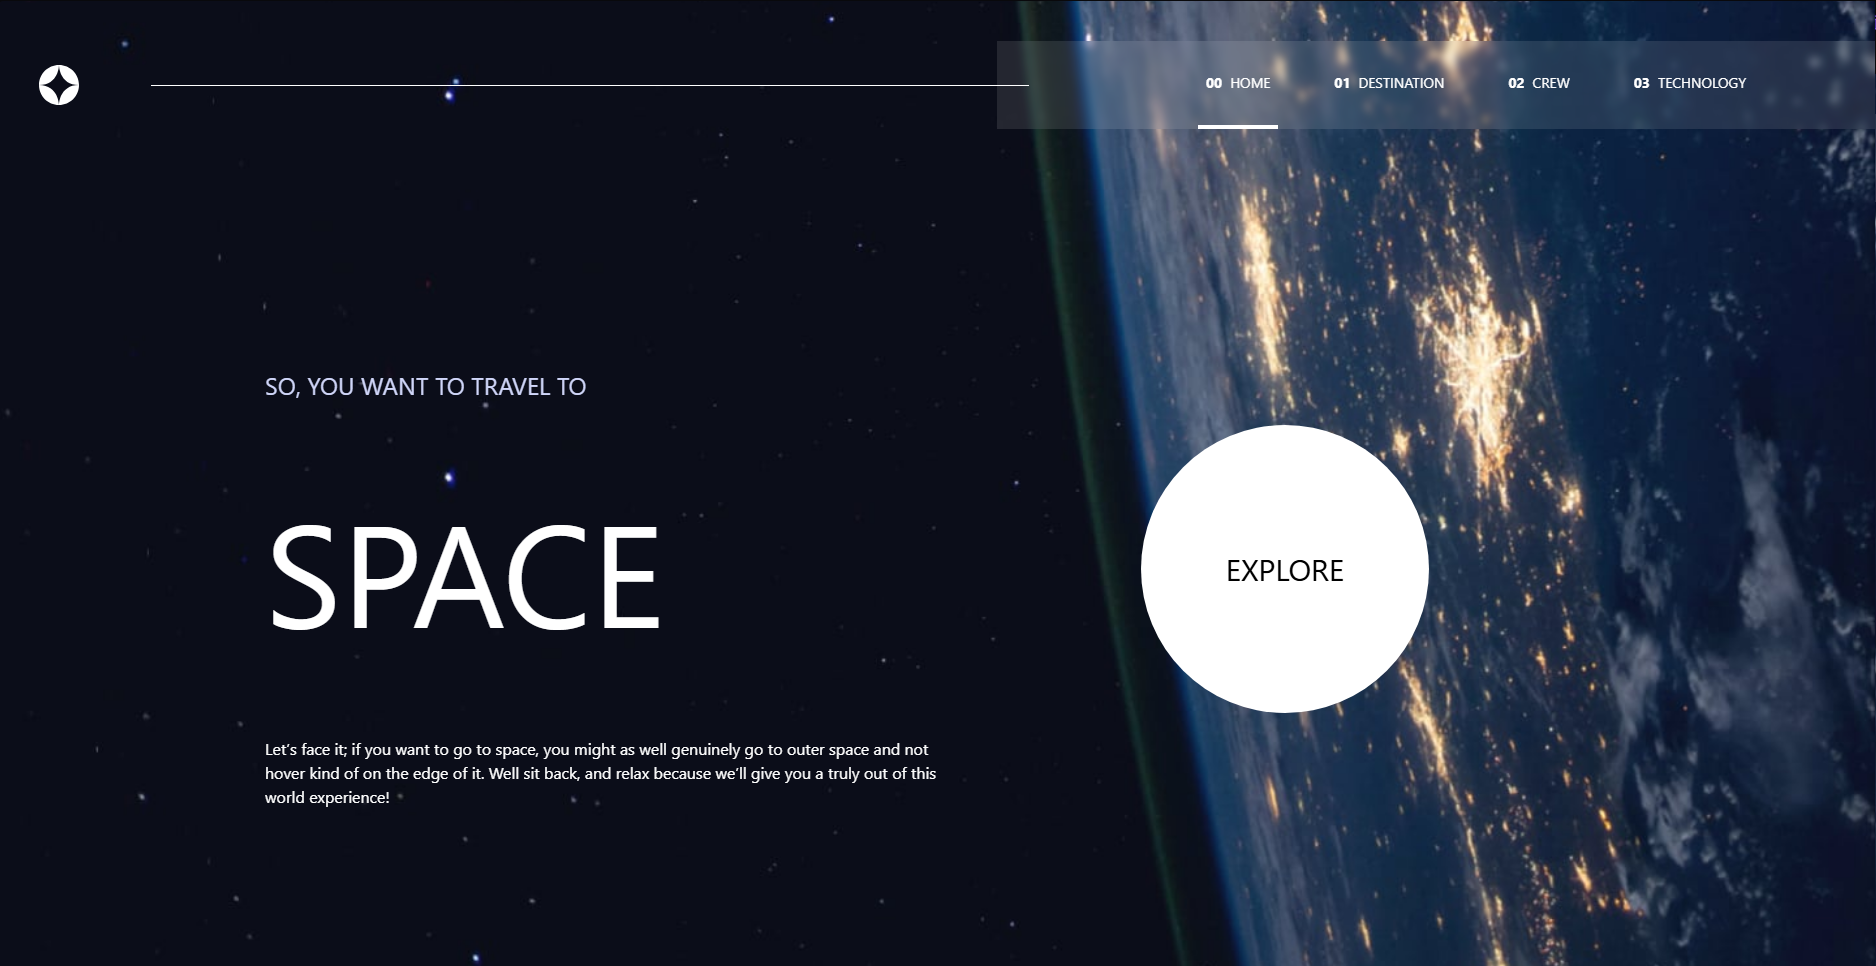 00 HOME 01 DESTINATION 02 CREW 03 TECHNOLOGY
SO, YOU WANT TO TRAVEL TO
SPACE
EXPLORE
Let’s face it; if you want to go to space, you might as well genuinely go to outer space and not
hover kind of on the edge of it. Well sit back, and relax because we’ll give you a truly out of this
world experience!